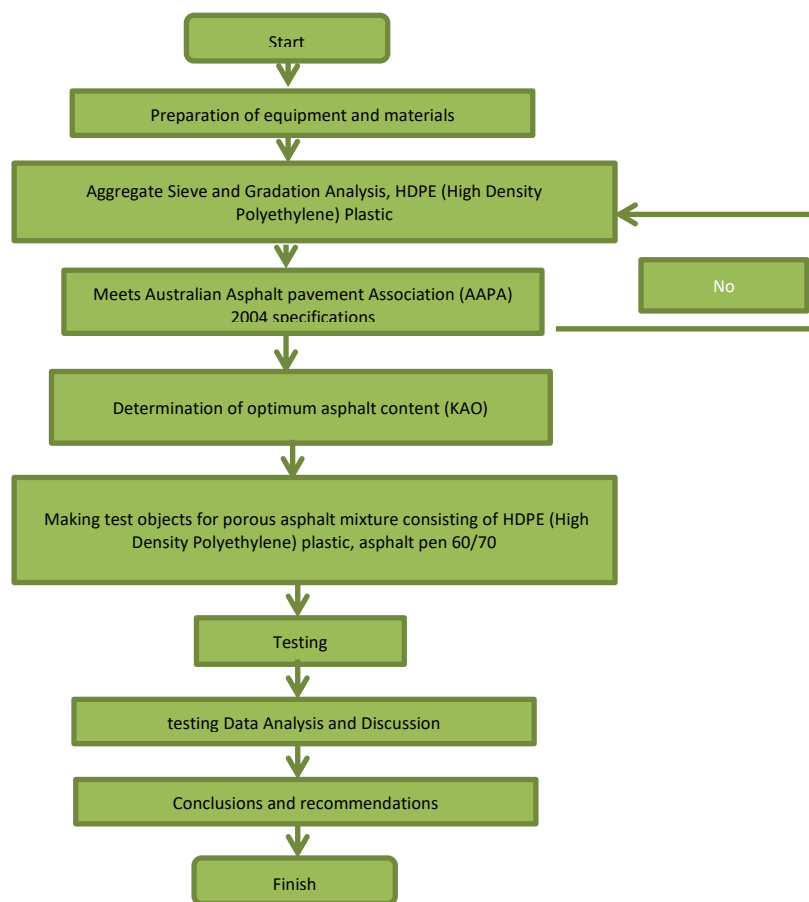 Start
Preparation of equipment and materials
Aggregate Sieve and Gradation Analysis, HDPE (High Density
Polyethylene) Plastic
Meets Australian Asphalt pavement Association (AAPA)
2004 specifications
No
Determination of optimum asphalt content (KAO)
Making test objects for porous asphalt mixture consisting of HDPE (High
Density Polyethylene) plastic, asphalt pen 60/70
Testing
testing Data Analysis and Discussion
Conclusions and recommendations
Finish